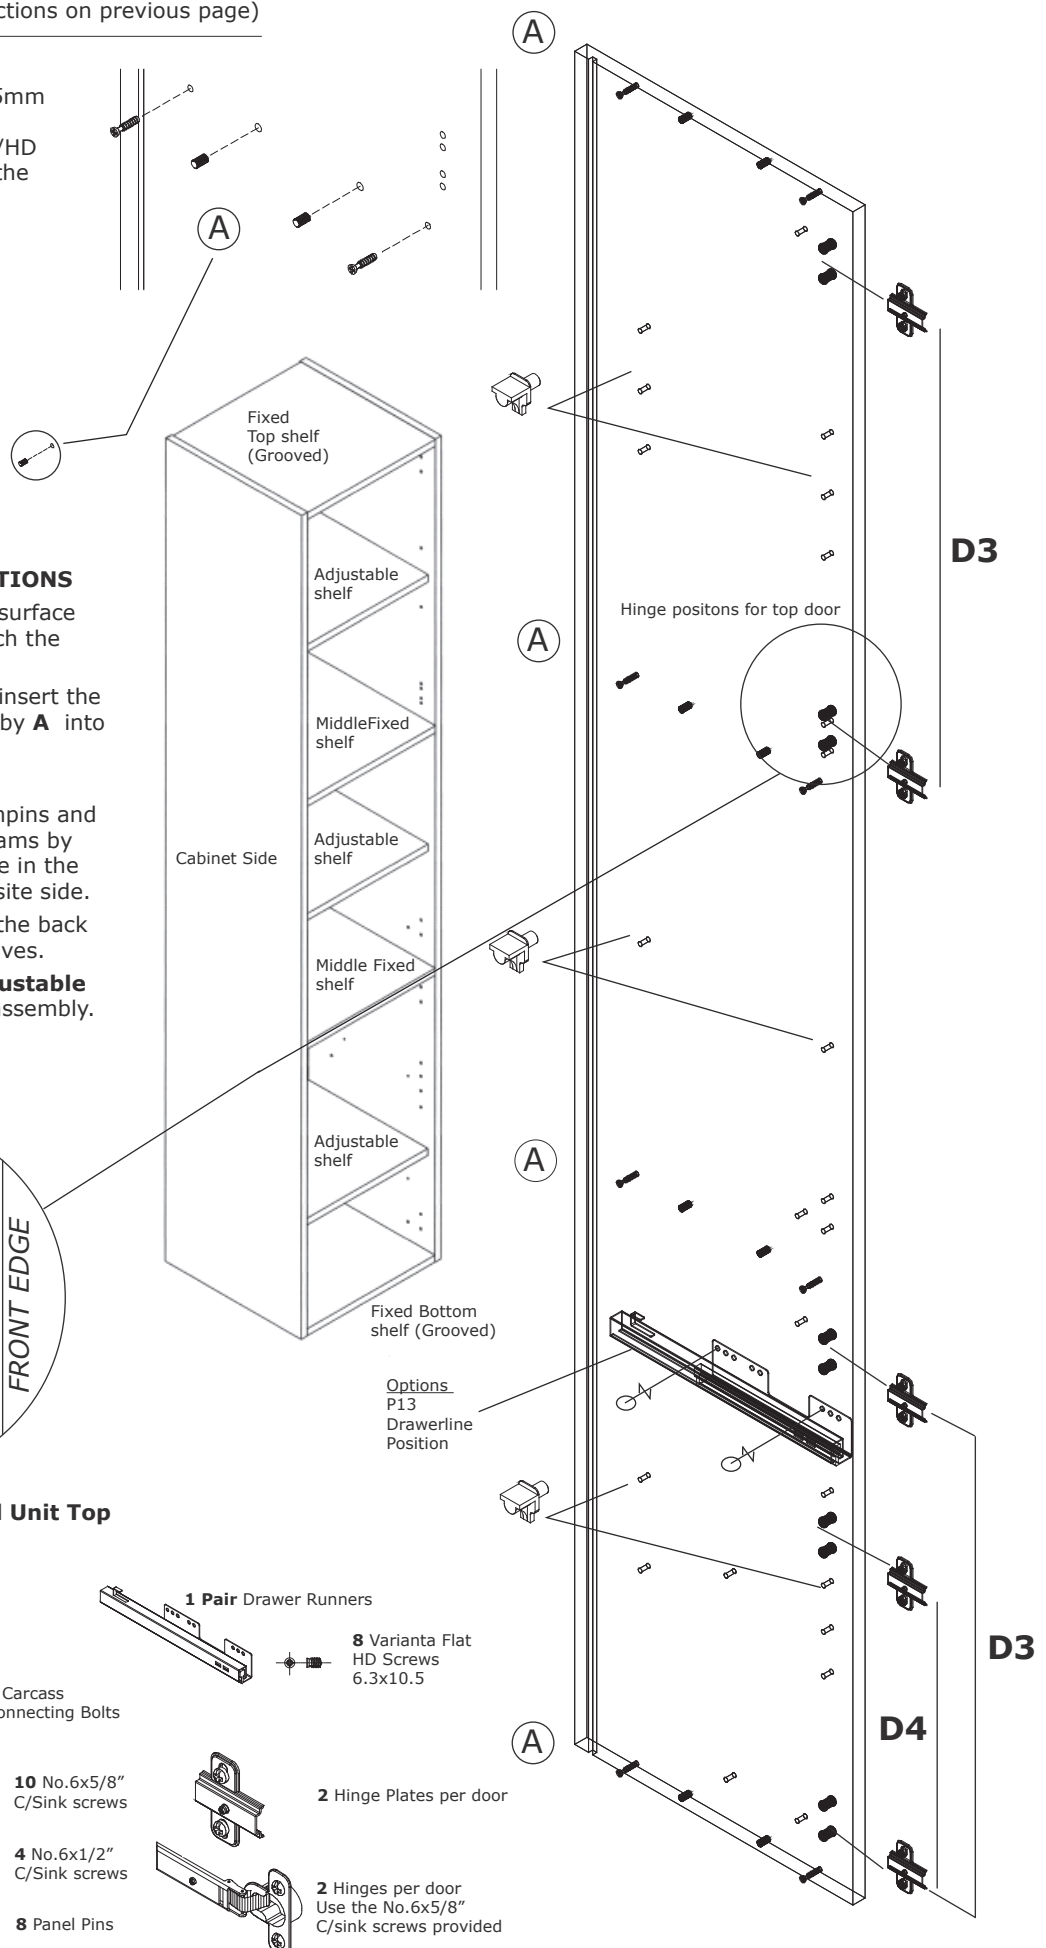 ctions on previous page)
5mm
/HD
the
A
A
Fixed
Top shelf
(Grooved)
Adjustable
shelf
MiddleFixed
shelf
Adjustable
shelf
Cabinet Side
Middle Fixed
shelf
Adjustable
shelf
Fixed Bottom
shelf (Grooved)
TIONS
surface
ch the
insert the
by A into
npins and
ams by
e in the
site side.
the back
ves.
ustable
assembly.
FRONT EDGE
D3
Hinge positons for top door
A
A
Options
P13
Drawerline
Position
l Unit Top
1 Pair Drawer Runners
8 Varianta Flat
HD Screws
6.3x10.5
Carcass
onnecting Bolts
10 No.6x5/8”
C/Sink screws
2 Hinge Plates per door
4 No.6x1/2”
C/Sink screws
2 Hinges per door
Use the No.6x5/8”
C/sink screws provided
8 Panel Pins
A
D3
D4